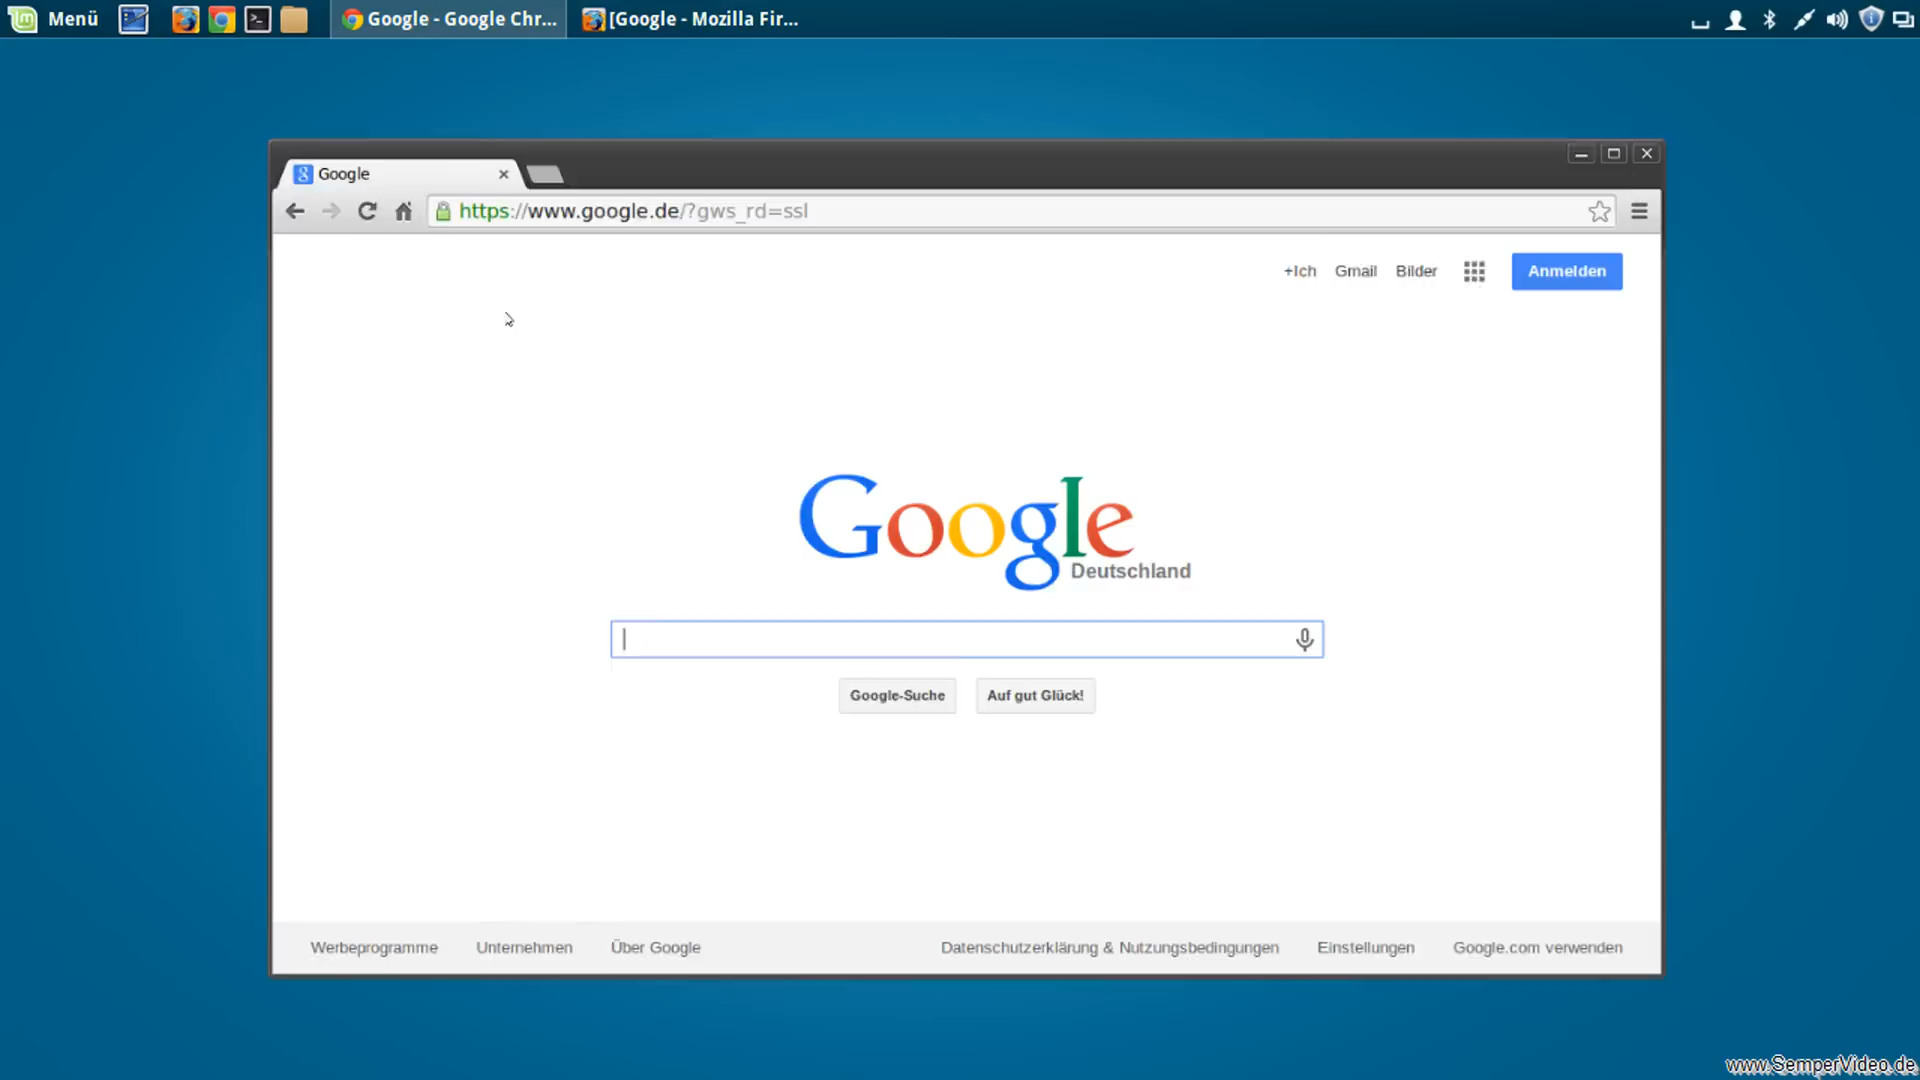 Menü
Google - Google Chr...
[Google - Mozilla Fir...
Google
https://www.google.de/?gws_rd=ssl
+Ich Gmail Bilder Anmelden
Google
Deutschland
Google-Suche Auf gut Glück!
Werbeprogramme Unternehmen Über Google Datenschutzerklärung & Nutzungsbedingungen Einstellungen Google.com verwenden
www.SemperVideo.de